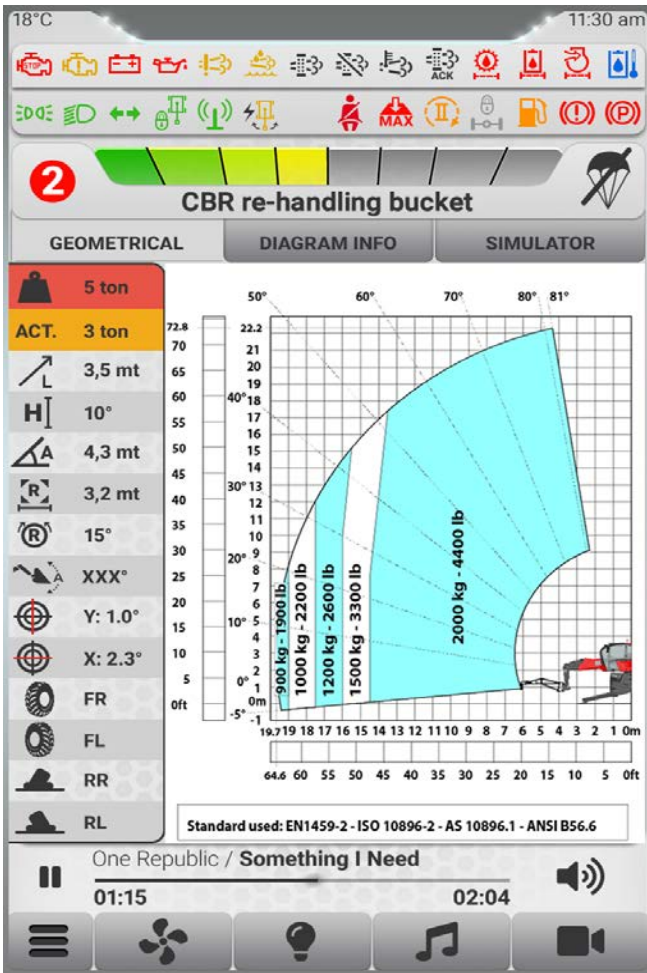 18°C 11:30 am
STOP
ACK
MAX
II
P
2
CBR re-handling bucket
GEOMETRICAL DIAGRAM INFO SIMULATOR
5 ton
ACT. 3 ton
L 3,5 mt
H 10°
A 4,3 mt
R 3,2 mt
R 15°
A XXX°
Y: 1.0°
X: 2.3°
FR
FL
RR
RL
50° 60° 70° 80° 81°
72.8
70
65
60
55
50
45
40
35
30
25
20
15
10
5
0ft
22.2
21
20
19
40° 18
17
16
15
14
30° 13
12
11
10
20° 9
8
7
6
10° 5
4
3
2
0° 1
0m
-5° -1
900 kg - 1900 lb
1000 kg - 2200 lb
1200 kg - 2600 lb
1500 kg - 3300 lb
2000 kg - 4400 lb
19.7 19 18 17 16 15 14 13 12 11 10 9 8 7 6 5 4 3 2 1 0m
64.6 60 55 50 45 40 35 30 25 20 15 10 5 0ft
Standard used: EN1459-2 - ISO 10896-2 - AS 10896.1 - ANSI B56.6
One Republic / Something I Need
01:15 02:04